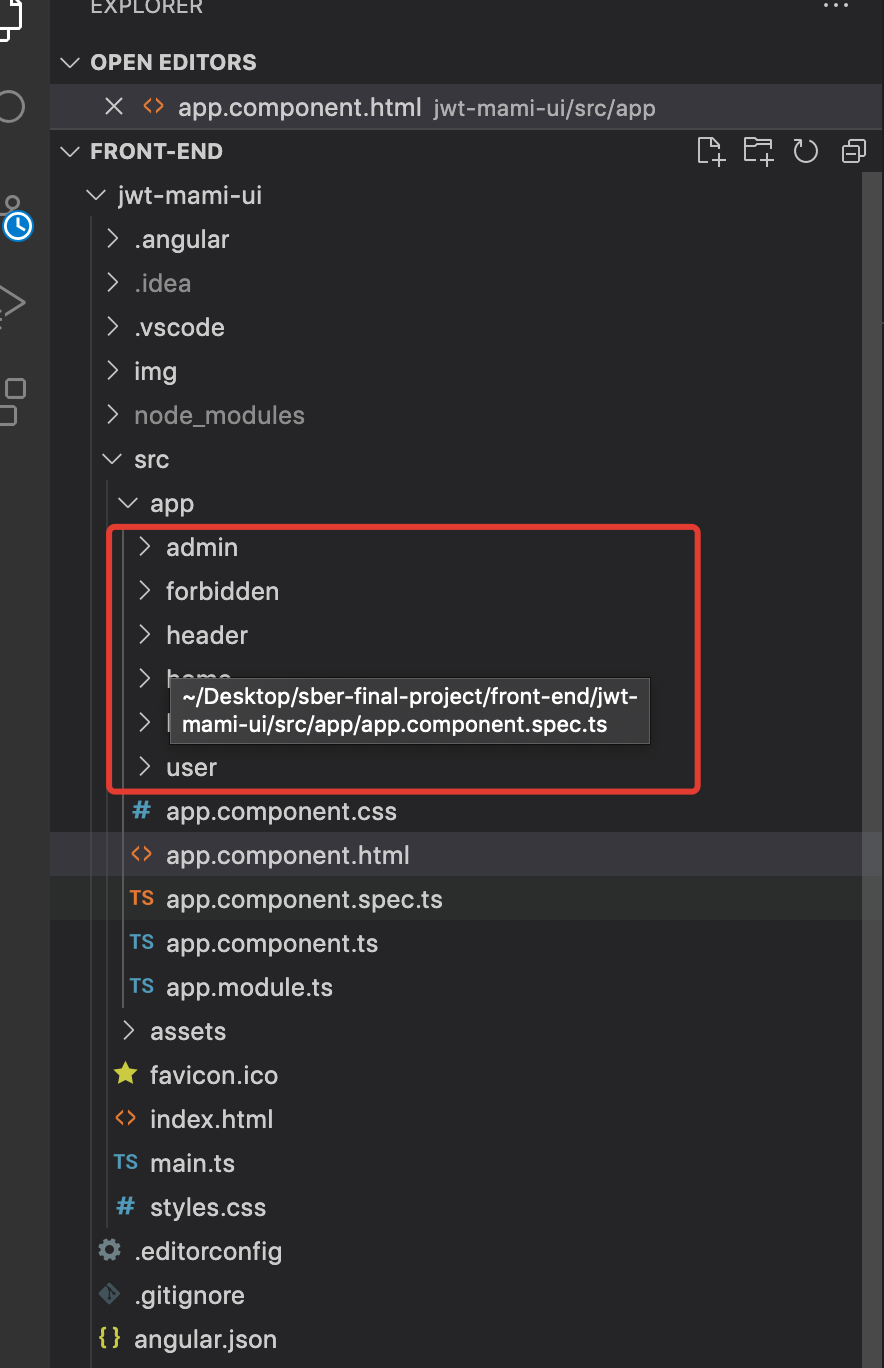 EXPLORER
OPEN EDITORS
app.component.html jwt-mami-ui/src/app
FRONT-END
jwt-mami-ui
.angular
.idea
.vscode
img
node_modules
src
app
admin
forbidden
header
home
~/Desktop/sber-final-project/front-end/jwt-
mami-ui/src/app/app.component.spec.ts
user
# app.component.css
<> app.component.html
TS app.component.spec.ts
TS app.component.ts
TS app.module.ts
assets
favicon.ico
<> index.html
TS main.ts
# styles.css
.editorconfig
.gitignore
{} angular.json